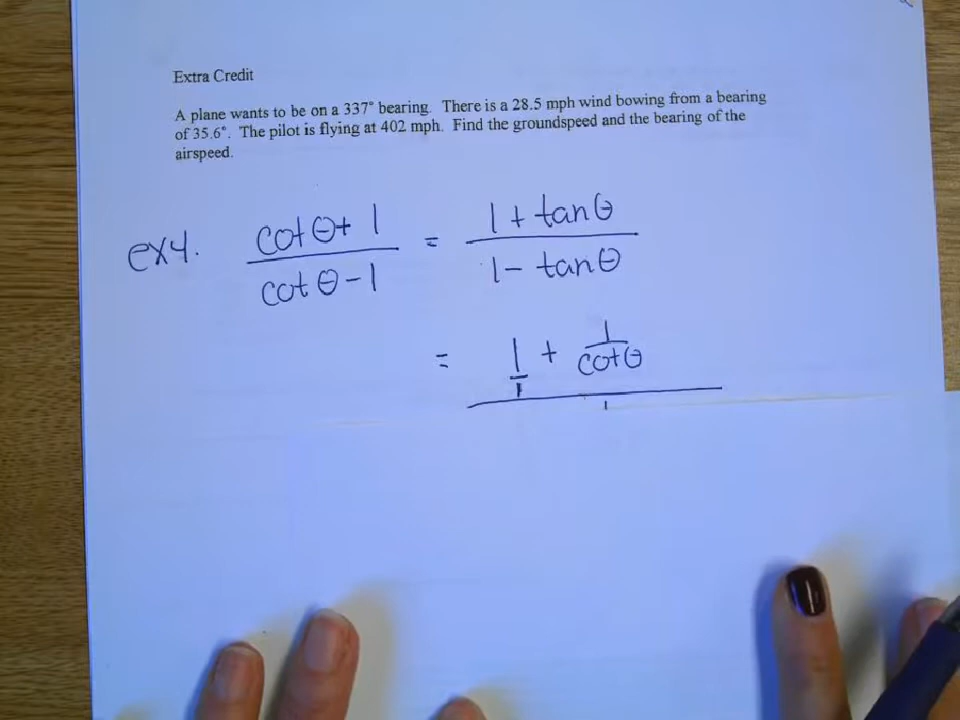 Extra Credit
A plane wants to be on a 337° bearing. There is a 28.5 mph wind bowing from a bearing
of 35.6°. The pilot is flying at 402 mph. Find the groundspeed and the bearing of the
airspeed.
ex4. (cot θ + 1)/(cot θ - 1) = (1 + tan θ)/(1 - tan θ)
= (1/1 + 1/cot θ)/